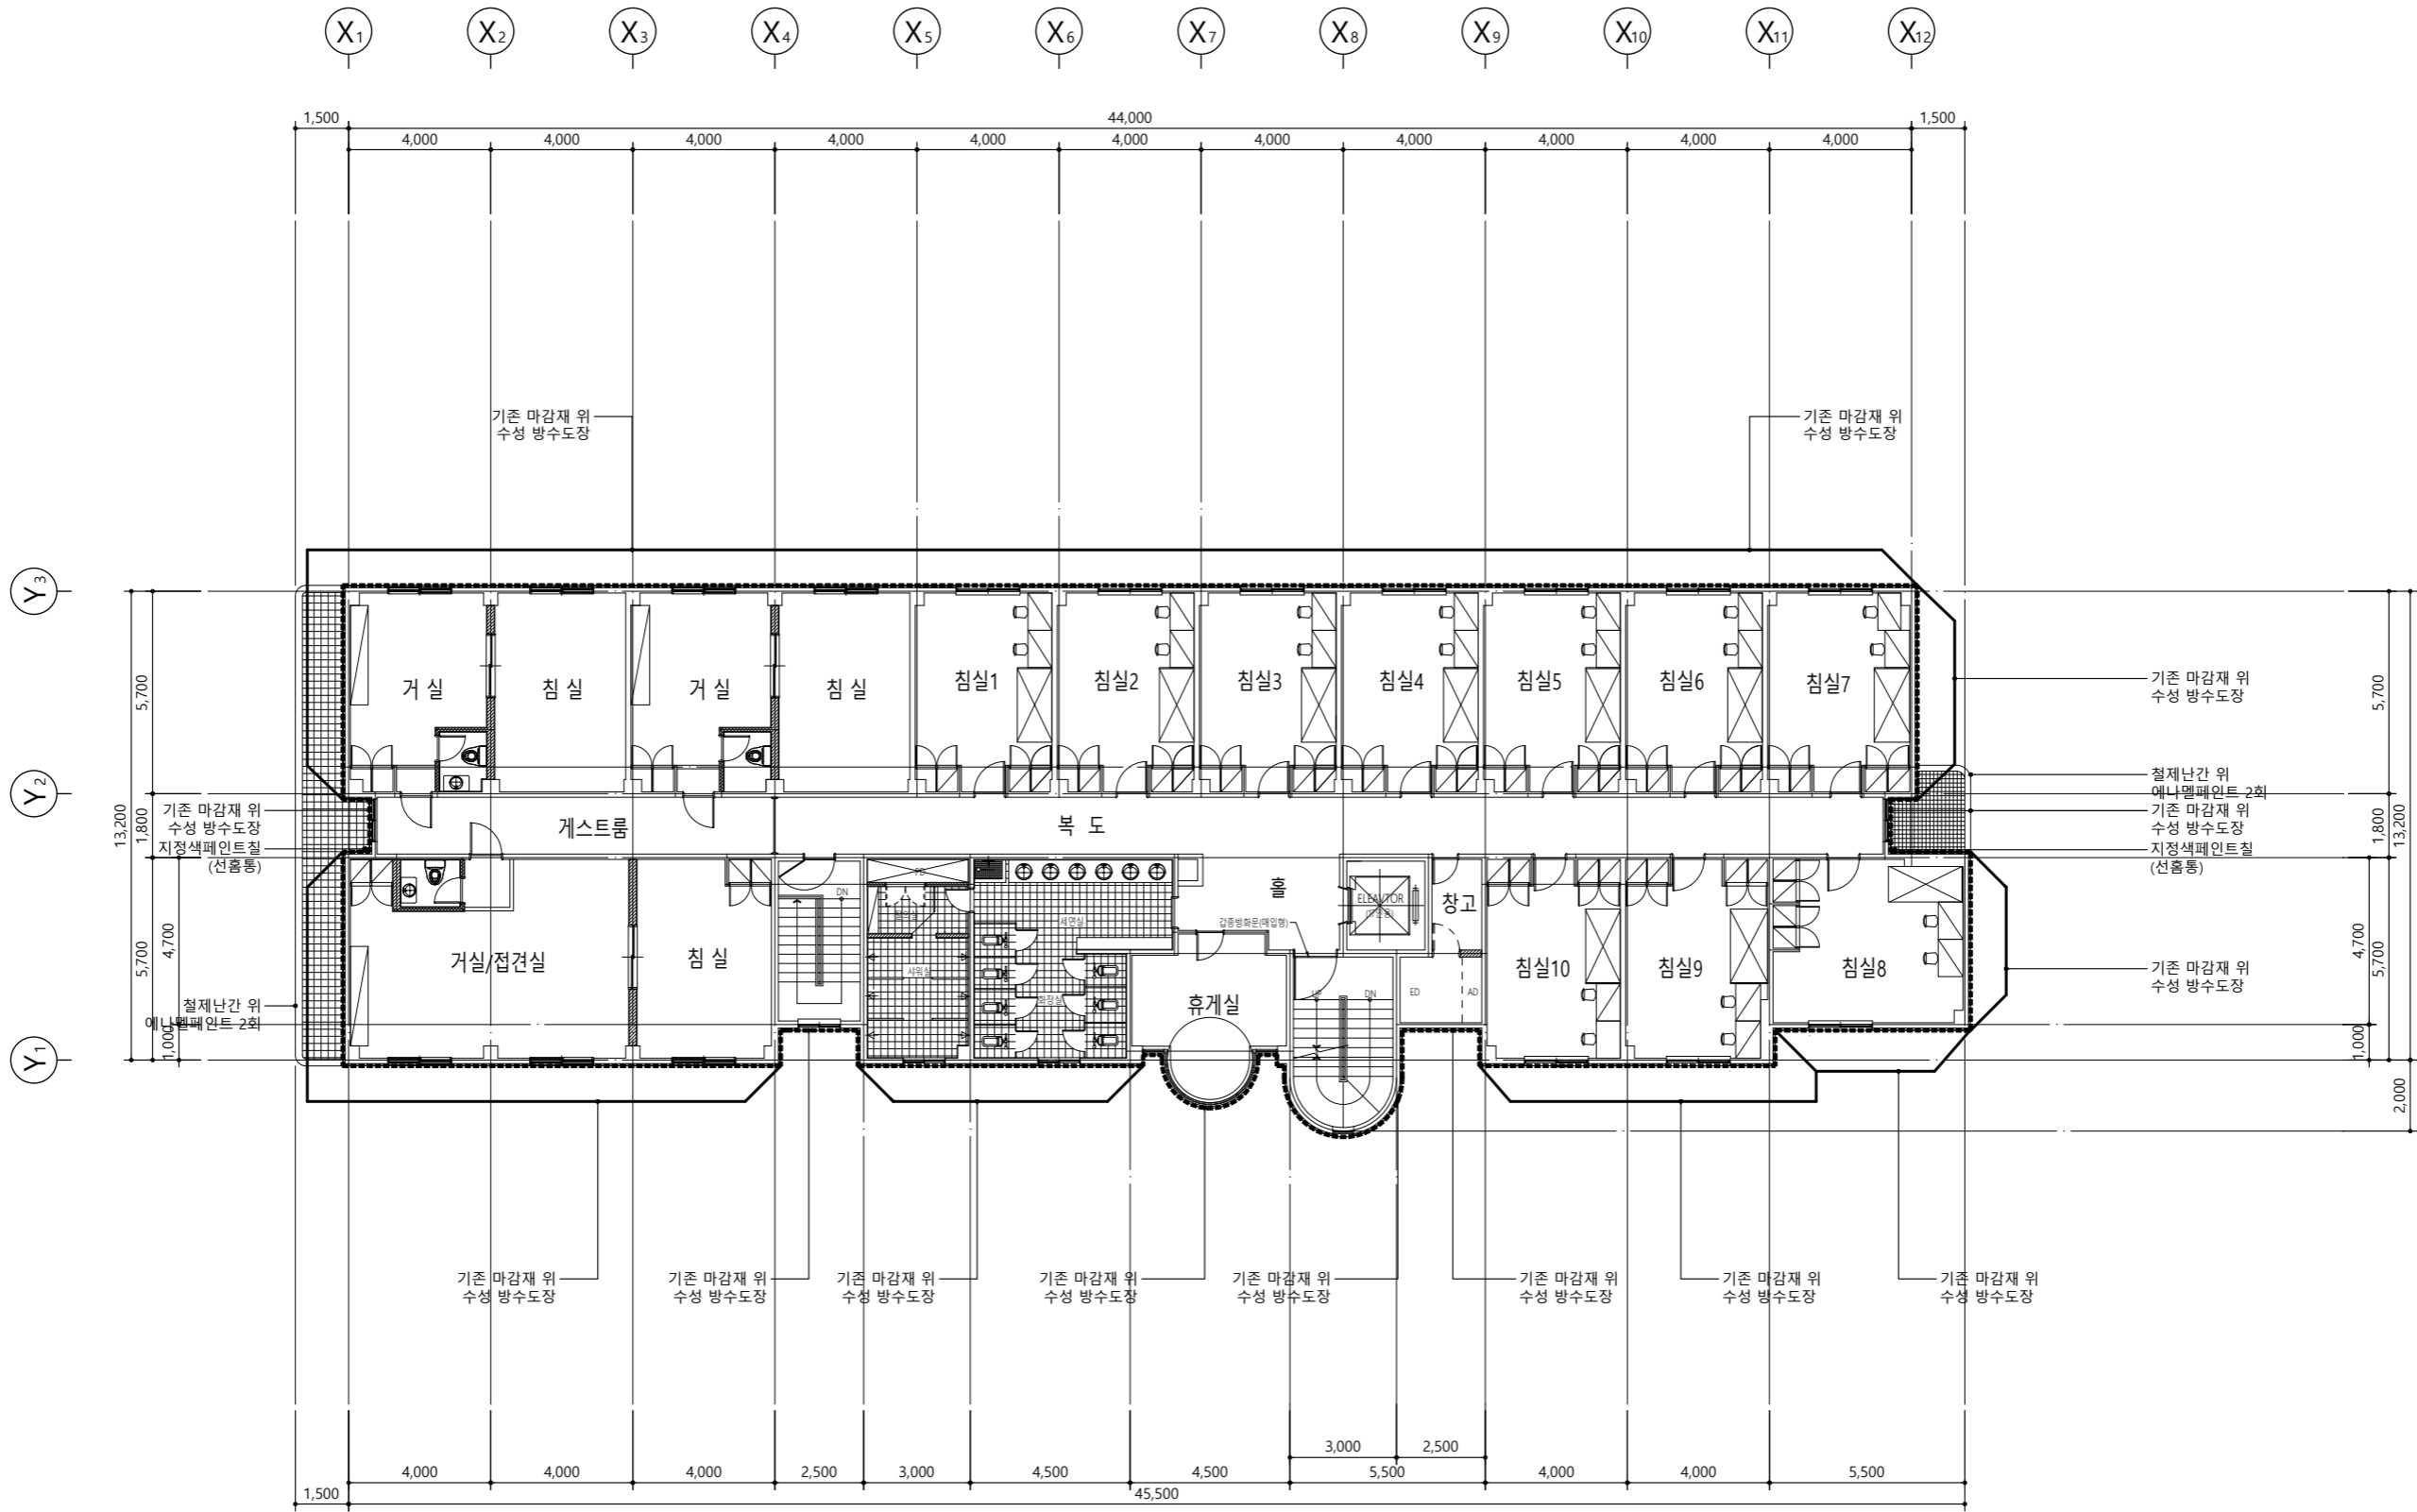 X1 X2 X3 X4 X5 X6 X7 X8 X9 X10 X11 X12
1,500 44,000 1,500
4,000 4,000 4,000 4,000 4,000 4,000 4,000 4,000 4,000 4,000 4,000
기존 마감재 위
수성 방수도장
기존 마감재 위
수성 방수도장
Y3
Y2
Y1
13,200
5,700
1,800
5,700
4,700
1,000
거 실
침 실
거 실
침 실
침실1
침실2
침실3
침실4
침실5
침실6
침실7
기존 마감재 위
수성 방수도장
5,700
1,800
13,200
4,700
5,700
1,000
2,000
철제난간 위
에나멜페인트 2회
기존 마감재 위
수성 방수도장
지정색페인트칠
(선홈통)
기존 마감재 위
수성 방수도장
지정색페인트칠
(선홈통)
게스트룸
복 도
DN
PD
홀
ELEAVTOR
창고
세면실
갑종방화문(매입형)
거실/접견실
침 실
샤워실
화장실
휴게실
UP
DN
ED
AD
침실10
침실9
침실8
기존 마감재 위
수성 방수도장
철제난간 위
에나멜페인트 2회
기존 마감재 위
수성 방수도장
기존 마감재 위
수성 방수도장
기존 마감재 위
수성 방수도장
기존 마감재 위
수성 방수도장
기존 마감재 위
수성 방수도장
기존 마감재 위
수성 방수도장
기존 마감재 위
수성 방수도장
기존 마감재 위
수성 방수도장
3,000 2,500
4,000 4,000 4,000 2,500 3,000 4,500 4,500 5,500 4,000 4,000 5,500
1,500 45,500